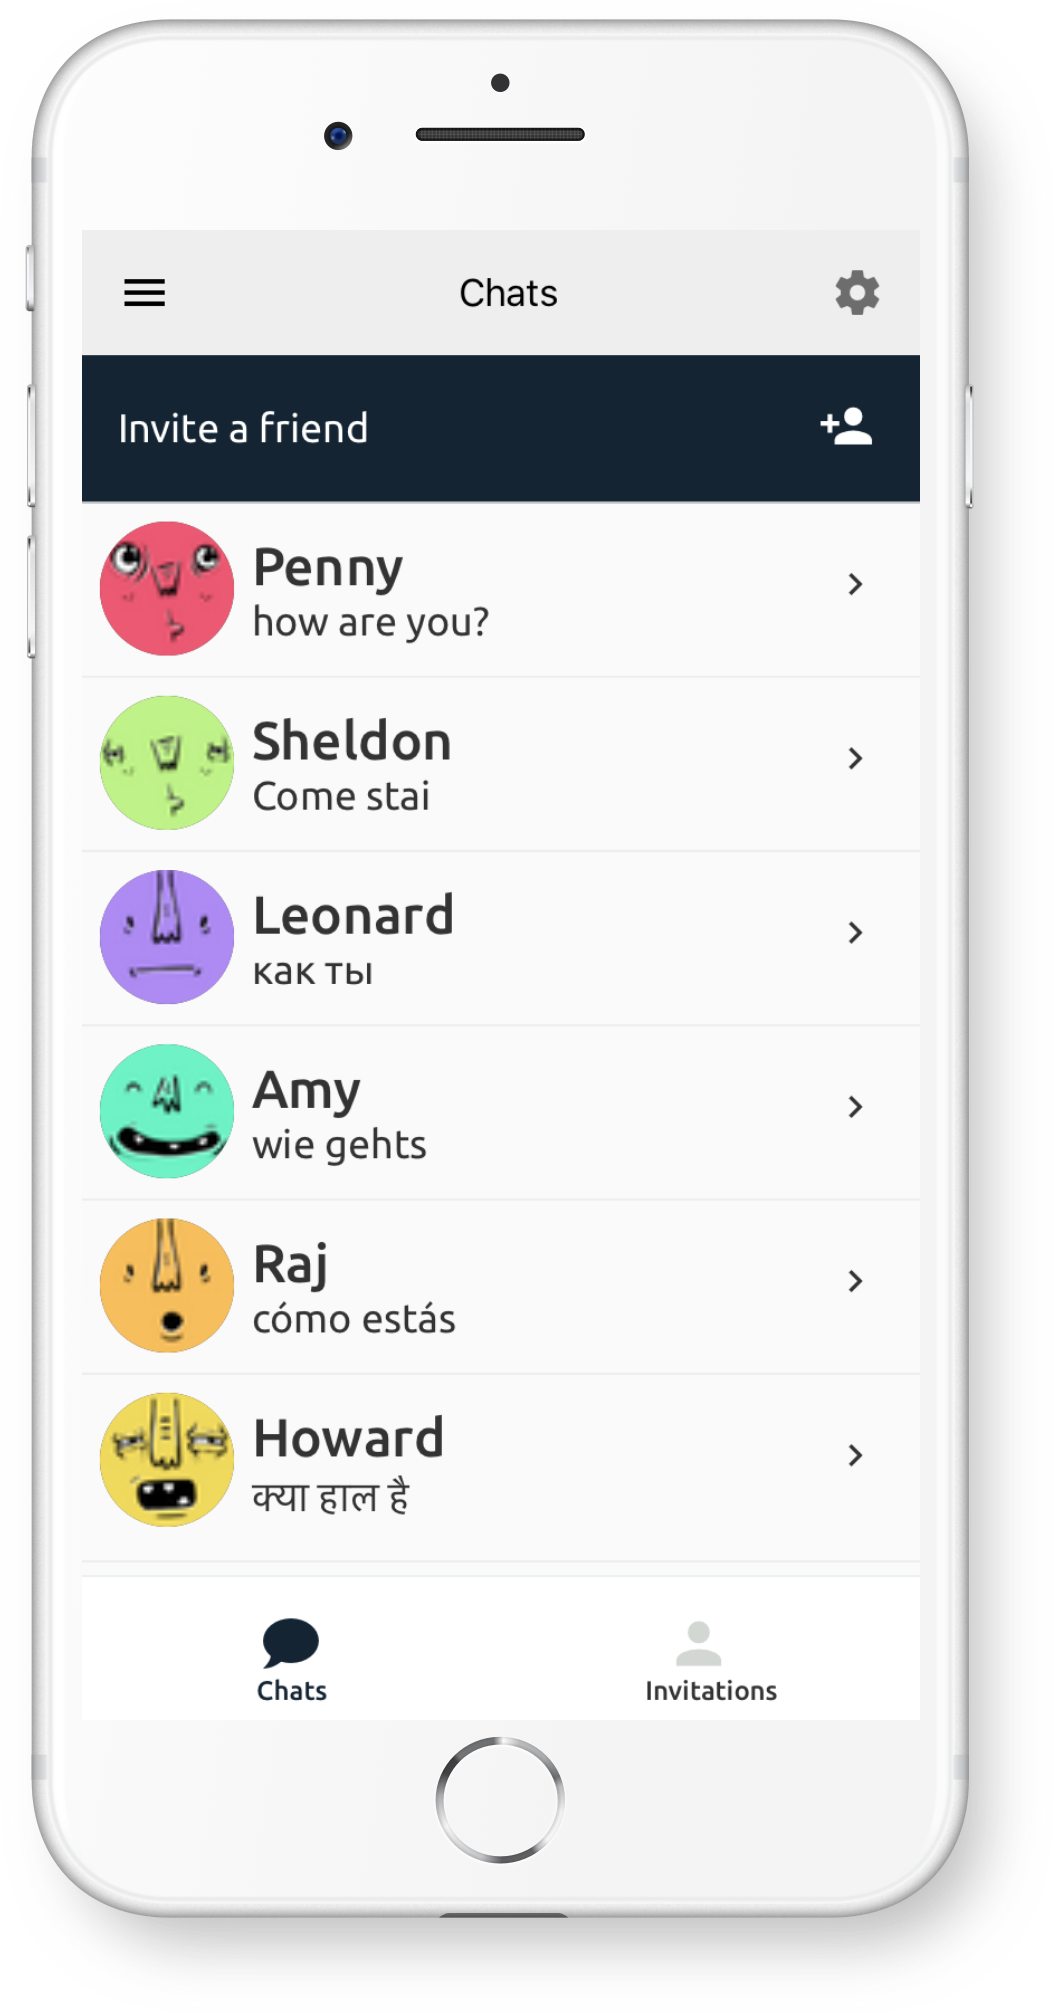 Chats
Invite a friend
Penny
how are you?
Sheldon
Come stai
Leonard
как ты
Amy
wie gehts
Raj
cómo estás
Howard
क्या हाल है
Chats
Invitations